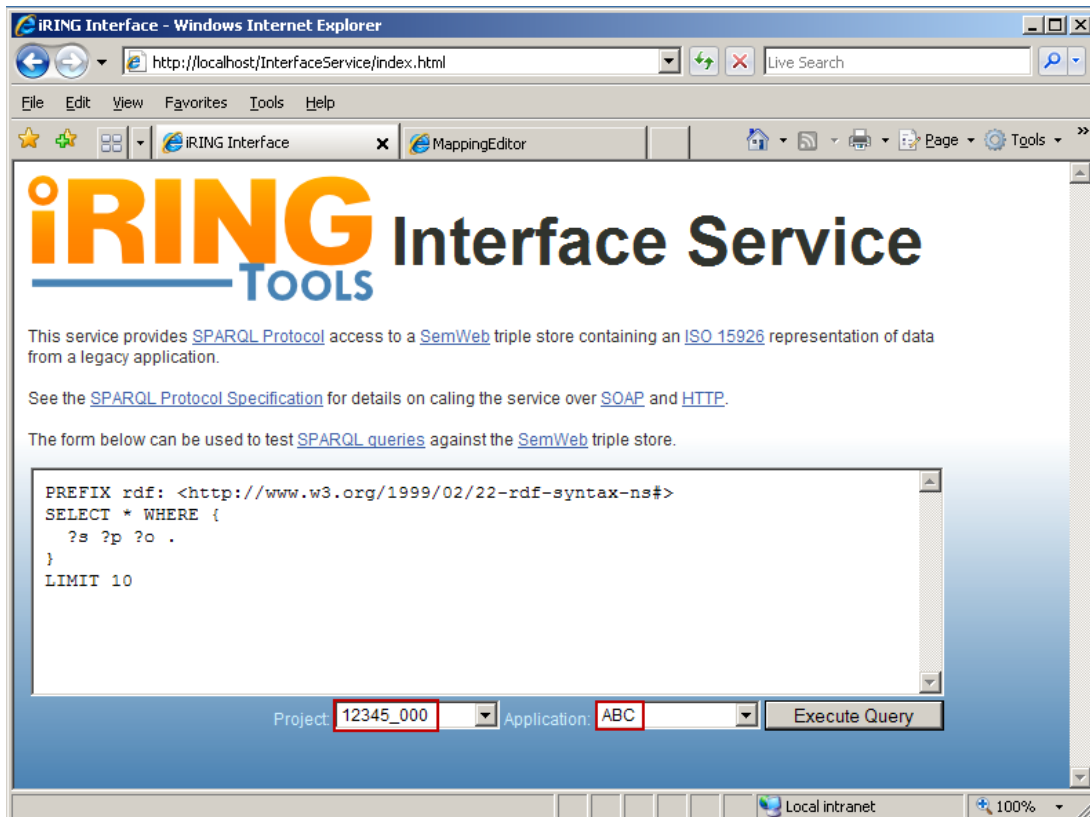 iRING Interface - Windows Internet Explorer
http://localhost/InterfaceService/index.html
Live Search
File Edit View Favorites Tools Help
iRING Interface
MappingEditor
Page Tools
iRING
TOOLS
Interface Service
This service provides SPARQL Protocol access to a SemWeb triple store containing an ISO 15926 representation of data
from a legacy application.
See the SPARQL Protocol Specification for details on caling the service over SOAP and HTTP.
The form below can be used to test SPARQL queries against the SemWeb triple store.
PREFIX rdf: <http://www.w3.org/1999/02/22-rdf-syntax-ns#>
SELECT * WHERE {
?s ?p ?o .
}
LIMIT 10
Project: 12345_000 Application: ABC Execute Query
Local intranet 100%